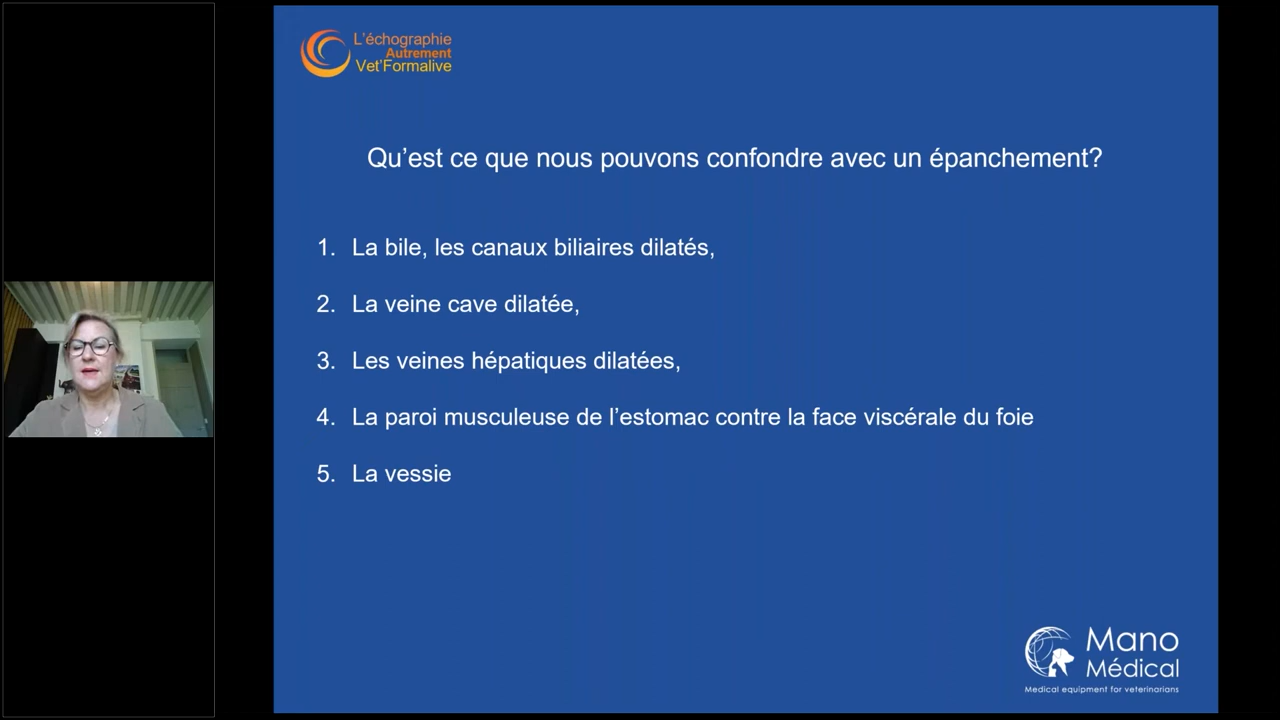 L'échographie
Autrement
Vet'Formalive
Qu'est ce que nous pouvons confondre avec un épanchement?
1. La bile, les canaux biliaires dilatés,
2. La veine cave dilatée,
3. Les veines hépatiques dilatées,
4. La paroi musculeuse de l'estomac contre la face viscérale du foie
5. La vessie
Mano
Médical
Medical equipment for veterinarians